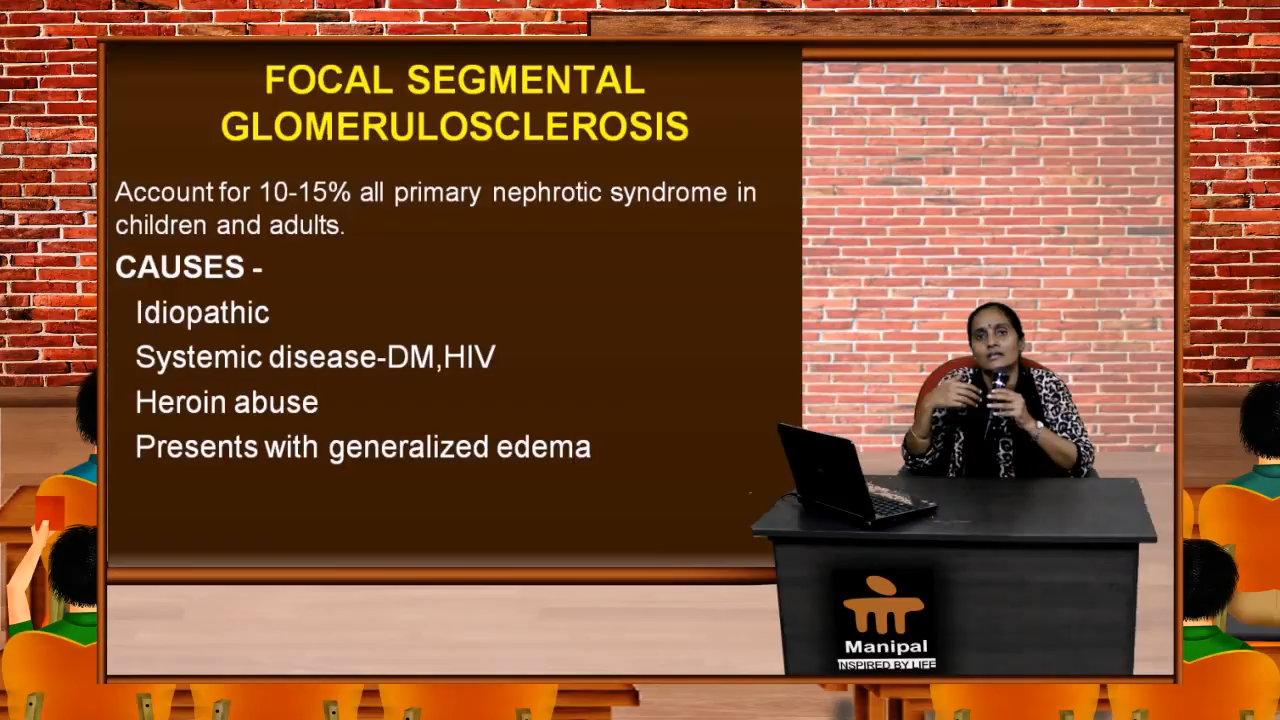 FOCAL SEGMENTAL
GLOMERULOSCLEROSIS
Account for 10-15% all primary nephrotic syndrome in
children and adults.
CAUSES -
Idiopathic
Systemic disease-DM,HIV
Heroin abuse
Presents with generalized edema
Manipal
INSPIRED BY LIFE